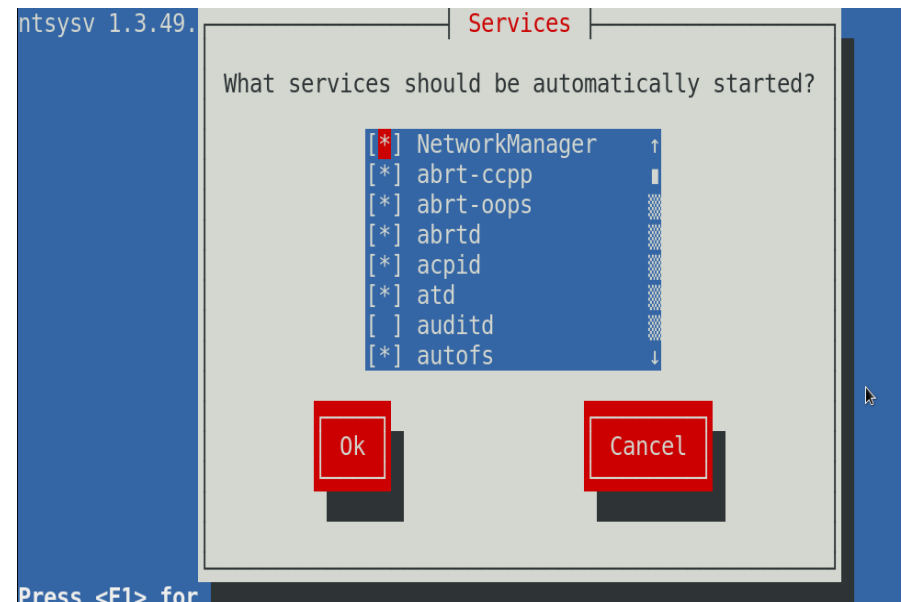 ntsysv 1.3.49.
Services
What services should be automatically started?
[*] NetworkManager ↑
[*] abrt-ccpp
[*] abrt-oops
[*] abrtd
[*] acpid
[*] atd
[ ] auditd
[*] autofs ↓
Ok Cancel
Press <F1> for